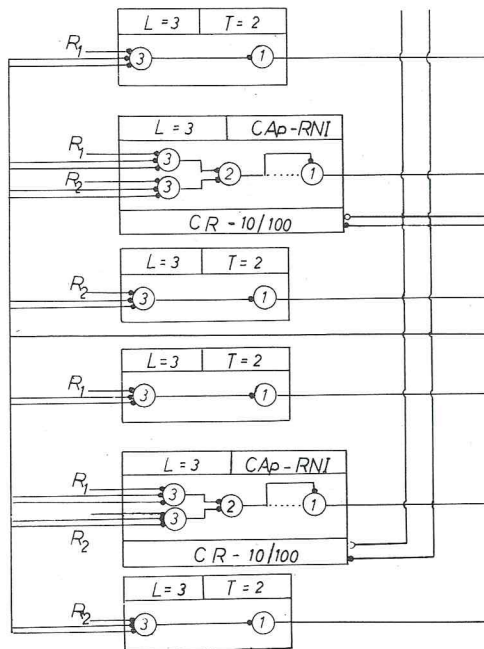 L = 3 T = 2
R1
3 1
L = 3 CAp-RNI
R1
3
R2 2 1
3
CR - 10/100
L = 3 T = 2
R2
3 1
L = 3 T = 2
R1
3 1
L = 3 CAp-RNI
R1
3
2 1
3
R2
CR - 10/100
L = 3 T = 2
R2
3 1